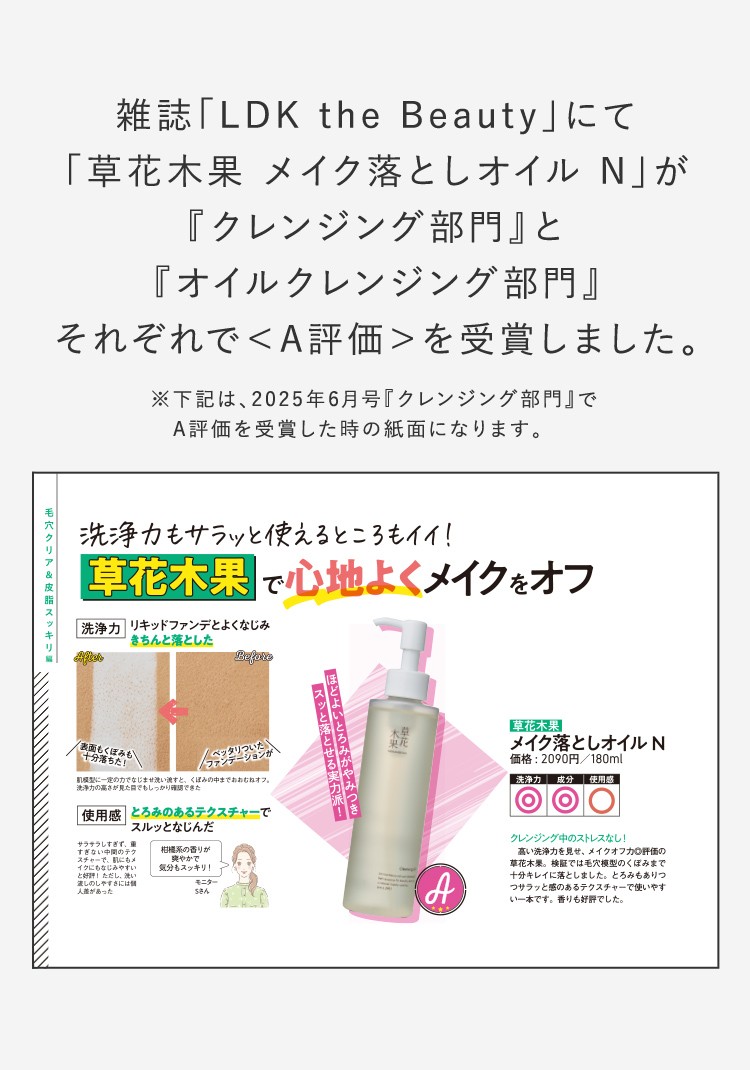 雑誌「LDK the Beauty」にて
「草花木果 メイク落としオイル N」が
『クレンジング部門』と
『オイルクレンジング部門』
それぞれで＜A評価＞を受賞しました。
※下記は、2025年6月号『クレンジング部門』で
A評価を受賞した時の紙面になります。
毛穴クリア＆皮脂スッキリ編
洗浄力もサラッと使えるところもイイ！
草花木果で心地よくメイクをオフ
洗浄力
リキッドファンデとよくなじみ
きちんと落とした
After
Before
表面もくぼみも
十分落ちた！
ベッタリついた
ファンデーションが
肌模型に一定の力でなじませ洗い流すと、くぼみの中までおおむねオフ。
洗浄力の高さが見た目でもしっかり確認できた
使用感
とろみのあるテクスチャーで
スルッとなじんだ
サラサラしすぎず、重
すぎない中間のテク
スチャーで、肌にもメ
イクにもなじみやすい
と好評！ ただし、洗い
流しのしやすさには個
人差があった
柑橘系の香りが
爽やかで
気分もスッキリ！
モニター
Sさん
ほどよいとろみがやみつき
スッと落とせる実力派！
草花
木果
A
草花木果
メイク落としオイル N
価格：2090円／180ml
洗浄力 成分 使用感
◎ ◎ ○
クレンジング中のストレスなし！
高い洗浄力を見せ、メイクオフ力◎評価の
草花木果。検証では毛穴模型のくぼみまで
十分キレイに落としました。とろみもありつ
つサラッと感のあるテクスチャーで使いやす
い一本です。香りも好評でした。